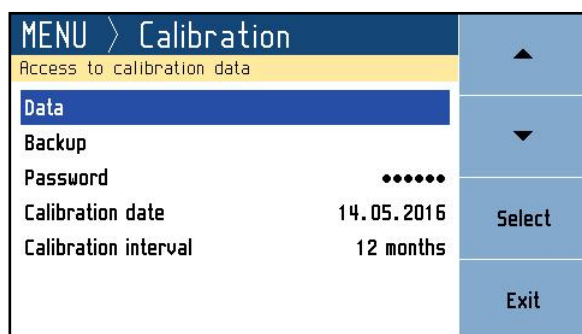 MENU > Calibration
Access to calibration data
Data
Backup
Password ••••••
Calibration date 14.05.2016
Calibration interval 12 months
Select
Exit